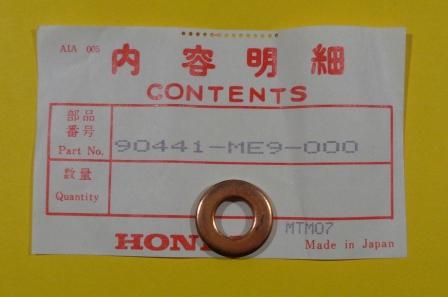 AIA 005
内容明細
CONTENTS
部品
番号
Part No. 90441-ME9-000
数量
Quantity
HON MTM07
Made in Japan